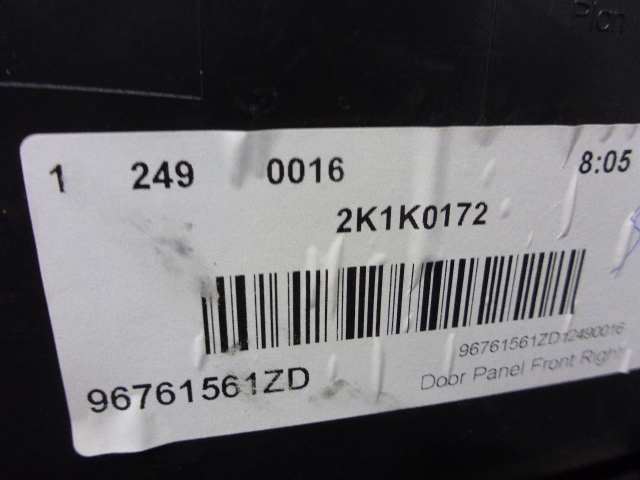 1 249 0016 8:05
2K1K0172
96761561ZD12490016
96761561ZD
Door Panel Front Right